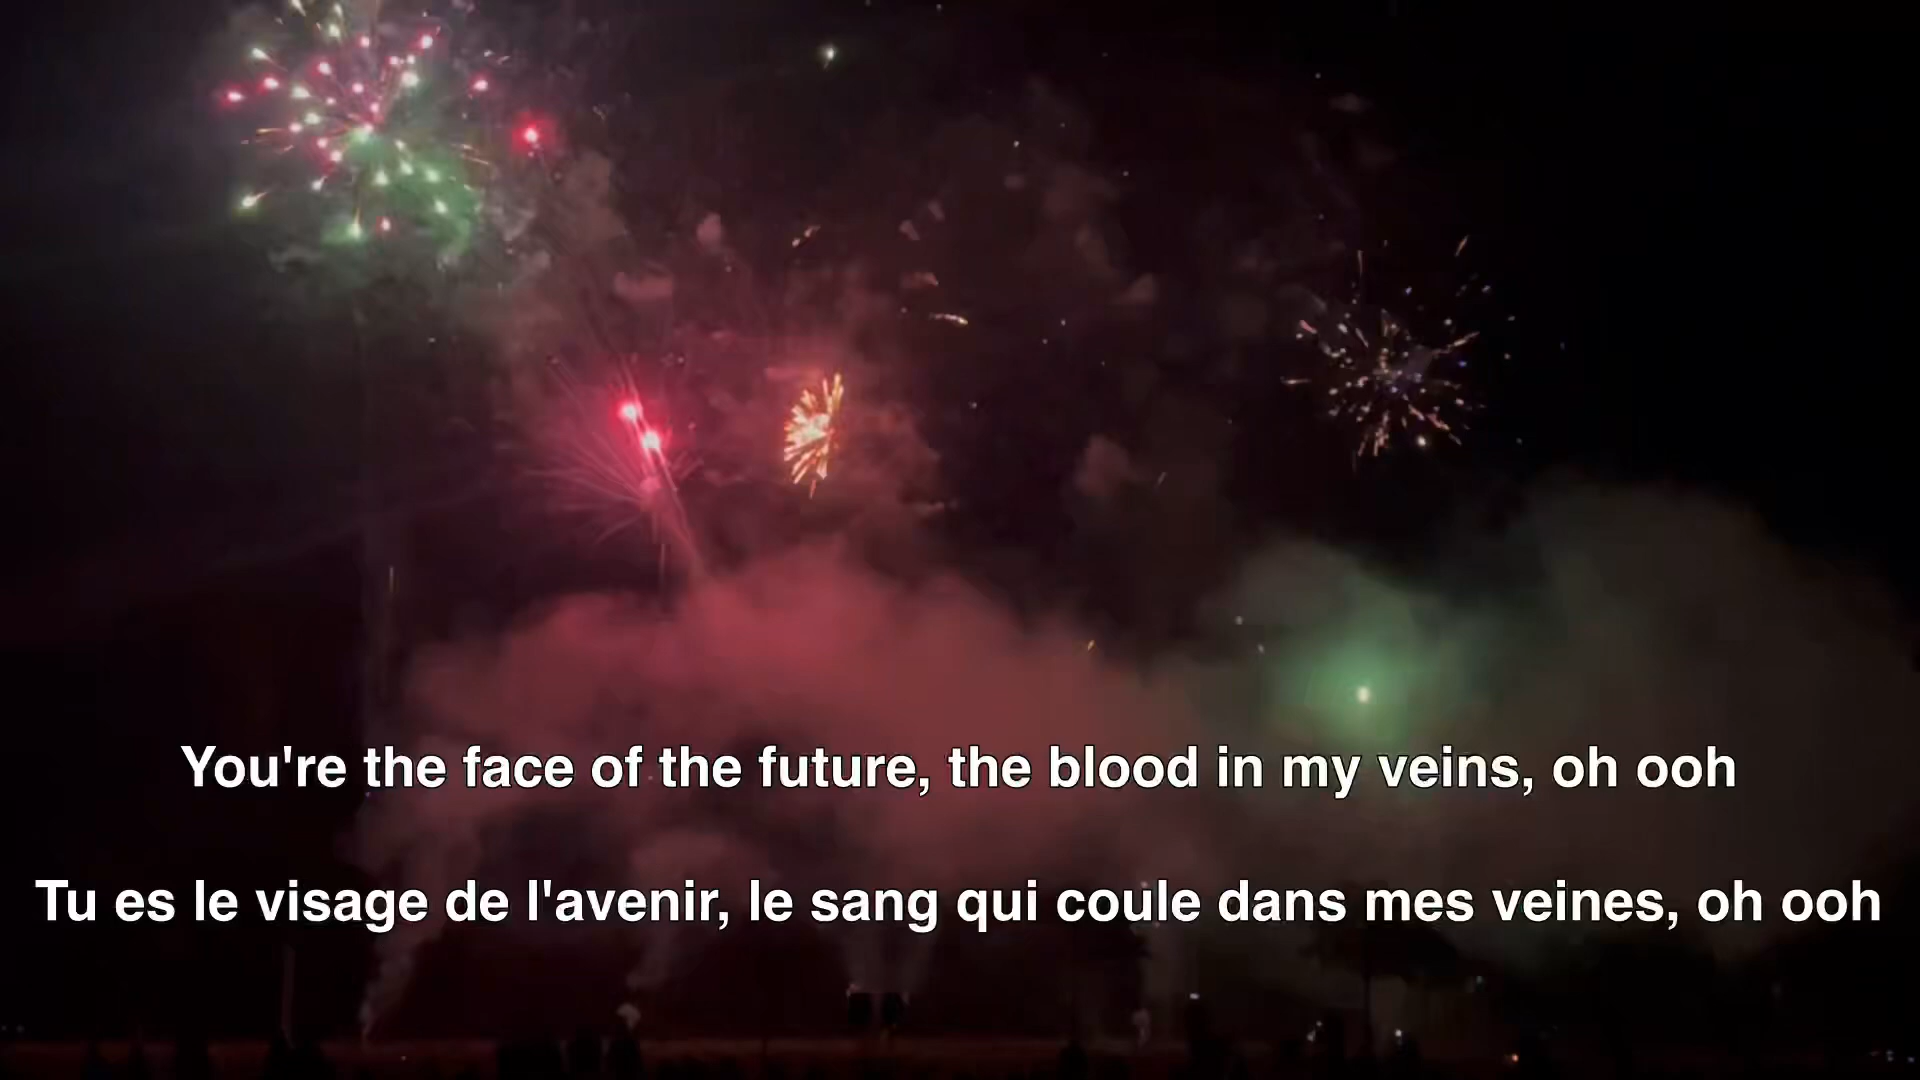 You're the face of the future, the blood in my veins, oh ooh
Tu es le visage de l'avenir, le sang qui coule dans mes veines, oh ooh